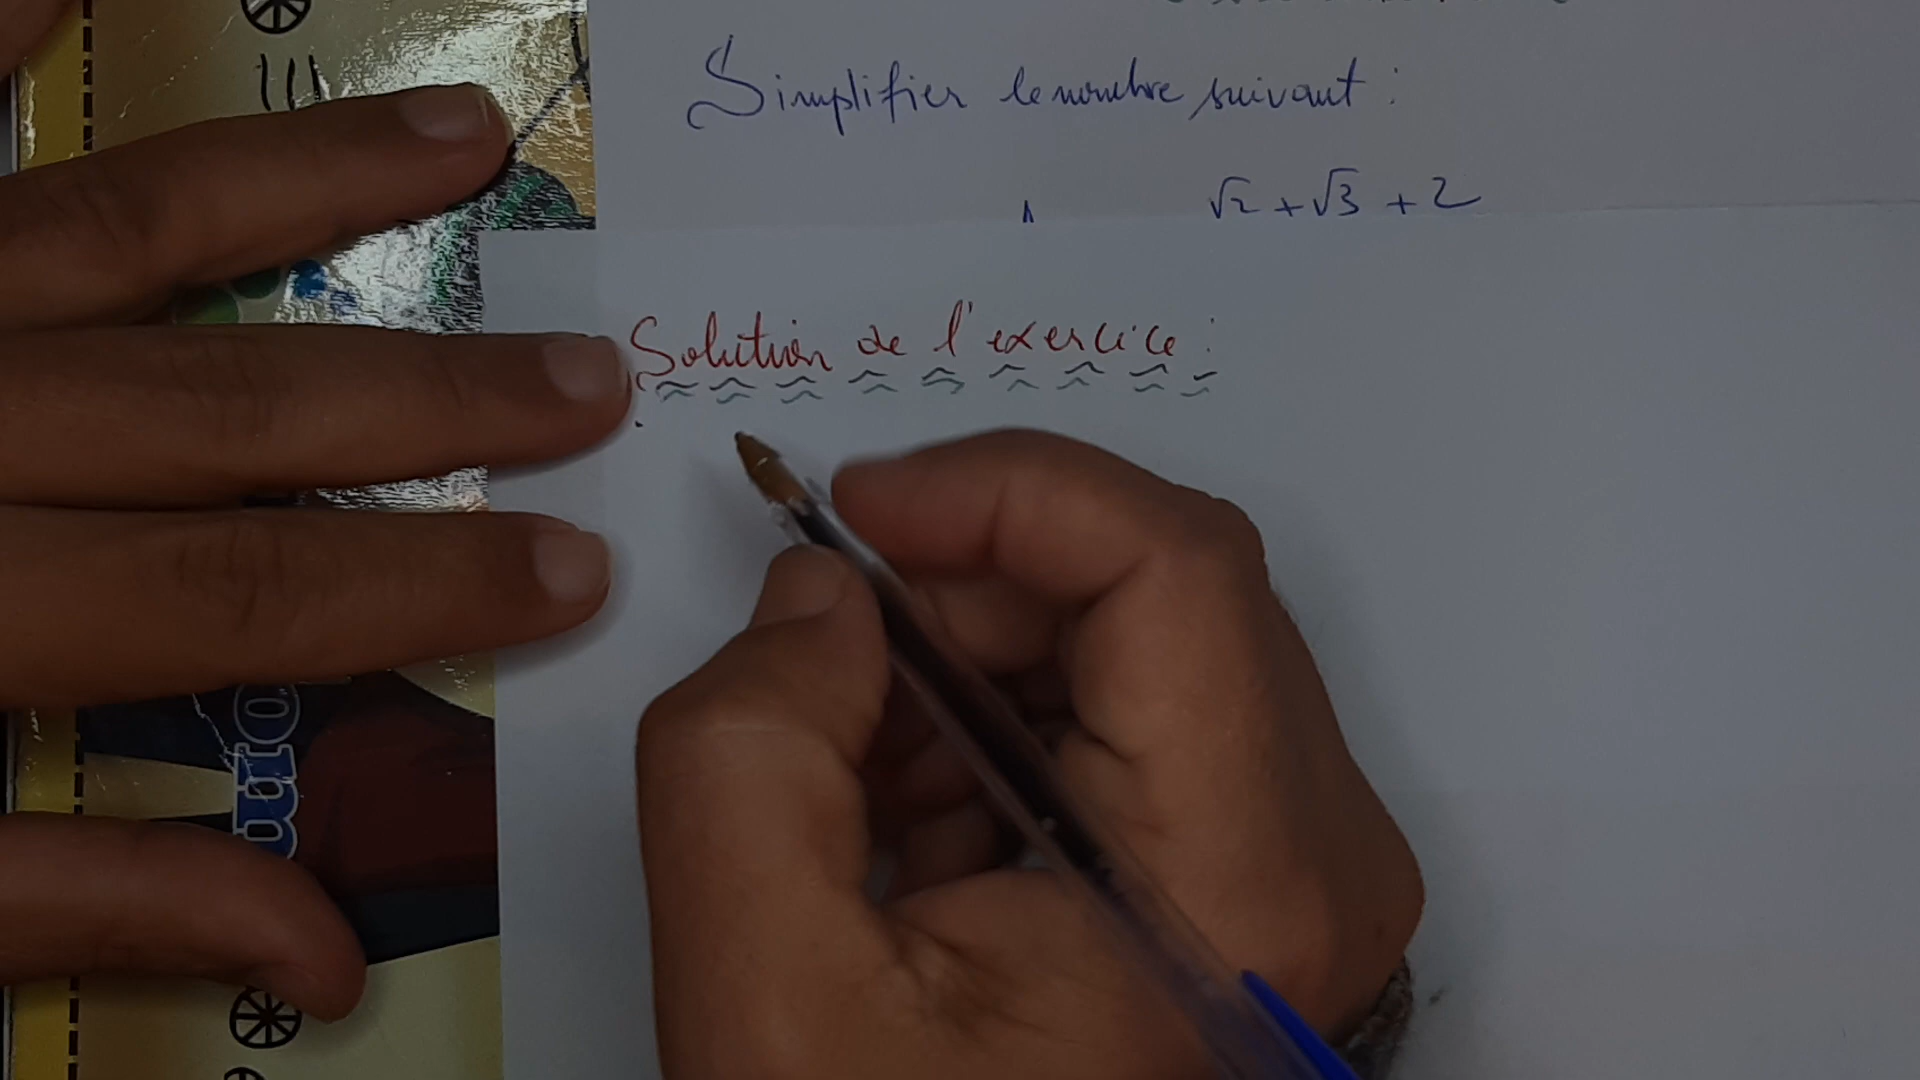 Simplifier le nombre suivant :
√2 + √3 + 2
Solution de l'exercice :